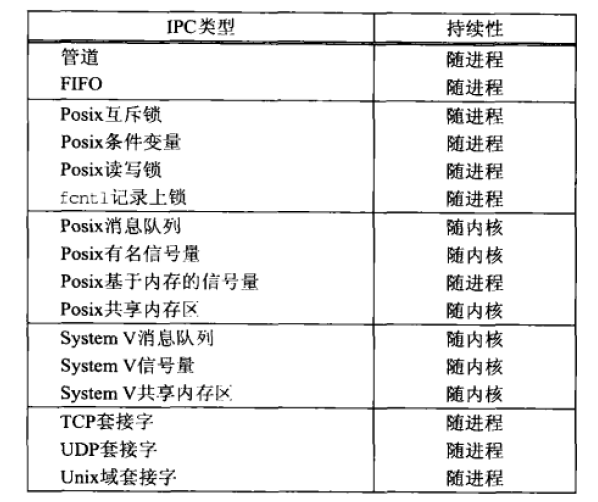 IPC类型 持续性
管道 随进程
FIFO 随进程
Posix互斥锁 随进程
Posix条件变量 随进程
Posix读写锁 随进程
fcntl记录上锁 随进程
Posix消息队列 随内核
Posix有名信号量 随内核
Posix基于内存的信号量 随进程
Posix共享内存区 随内核
System V消息队列 随内核
System V信号量 随内核
System V共享内存区 随内核
TCP套接字 随进程
UDP套接字 随进程
Unix域套接字 随进程